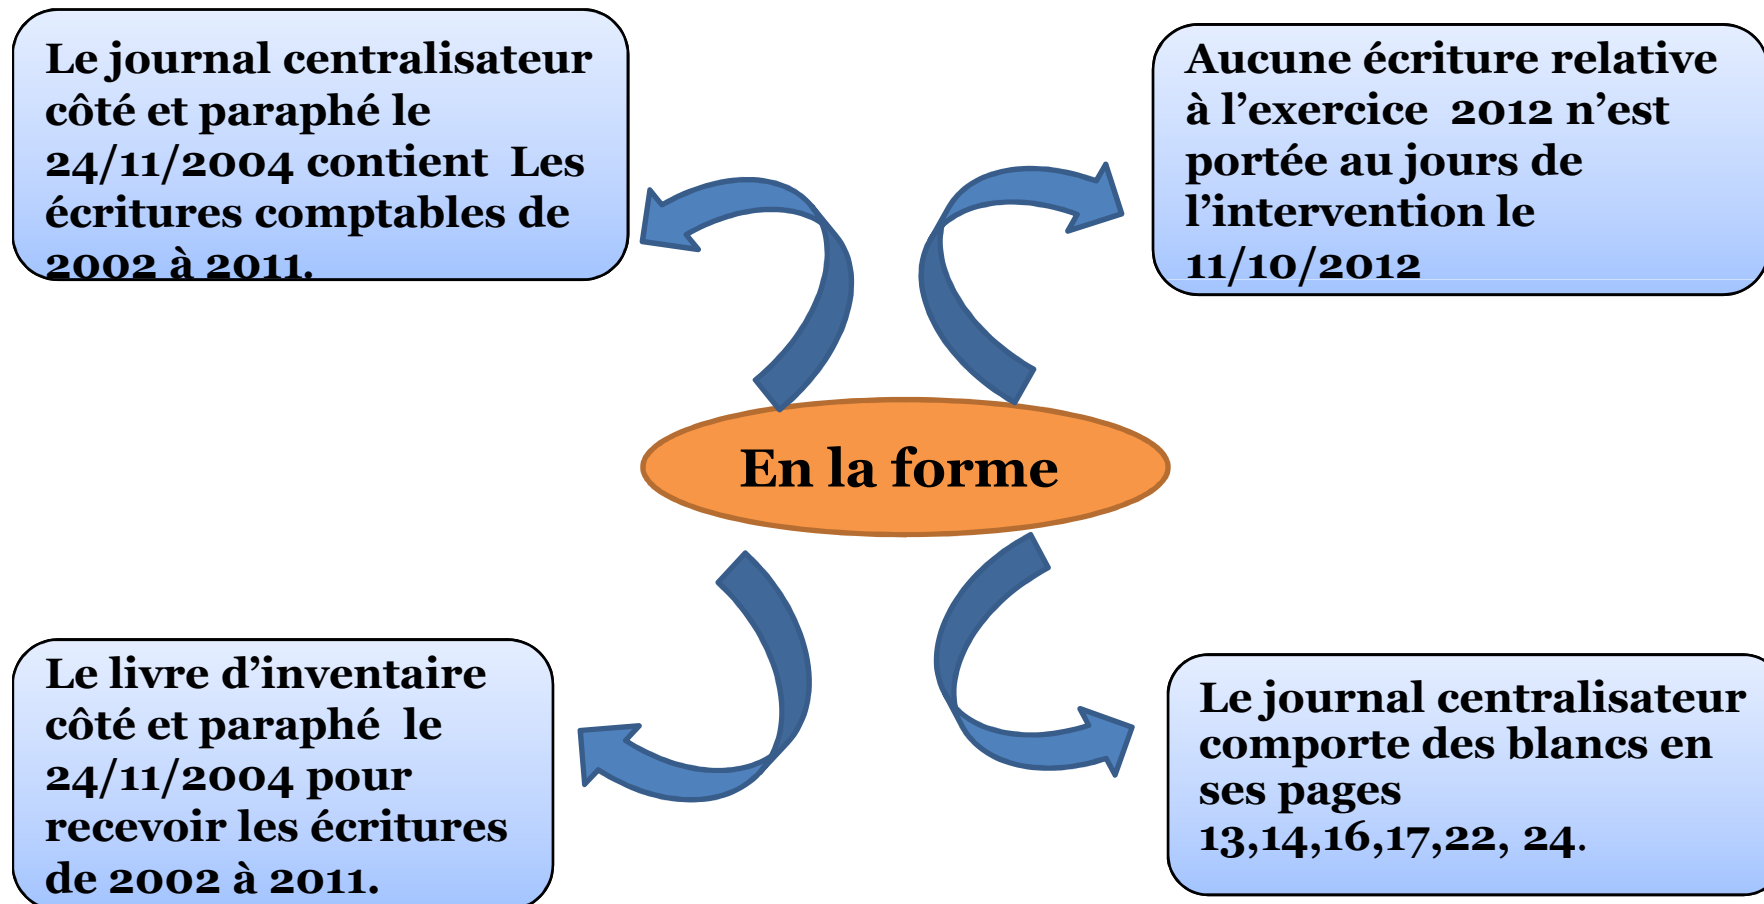 Le journal centralisateur
côté et paraphé le
24/11/2004 contient Les
écritures comptables de
2002 à 2011.
Aucune écriture relative
à l’exercice 2012 n’est
portée au jours de
l’intervention le
11/10/2012
En la forme
Le livre d’inventaire
côté et paraphé le
24/11/2004 pour
recevoir les écritures
de 2002 à 2011.
Le journal centralisateur
comporte des blancs en
ses pages
13,14,16,17,22, 24.